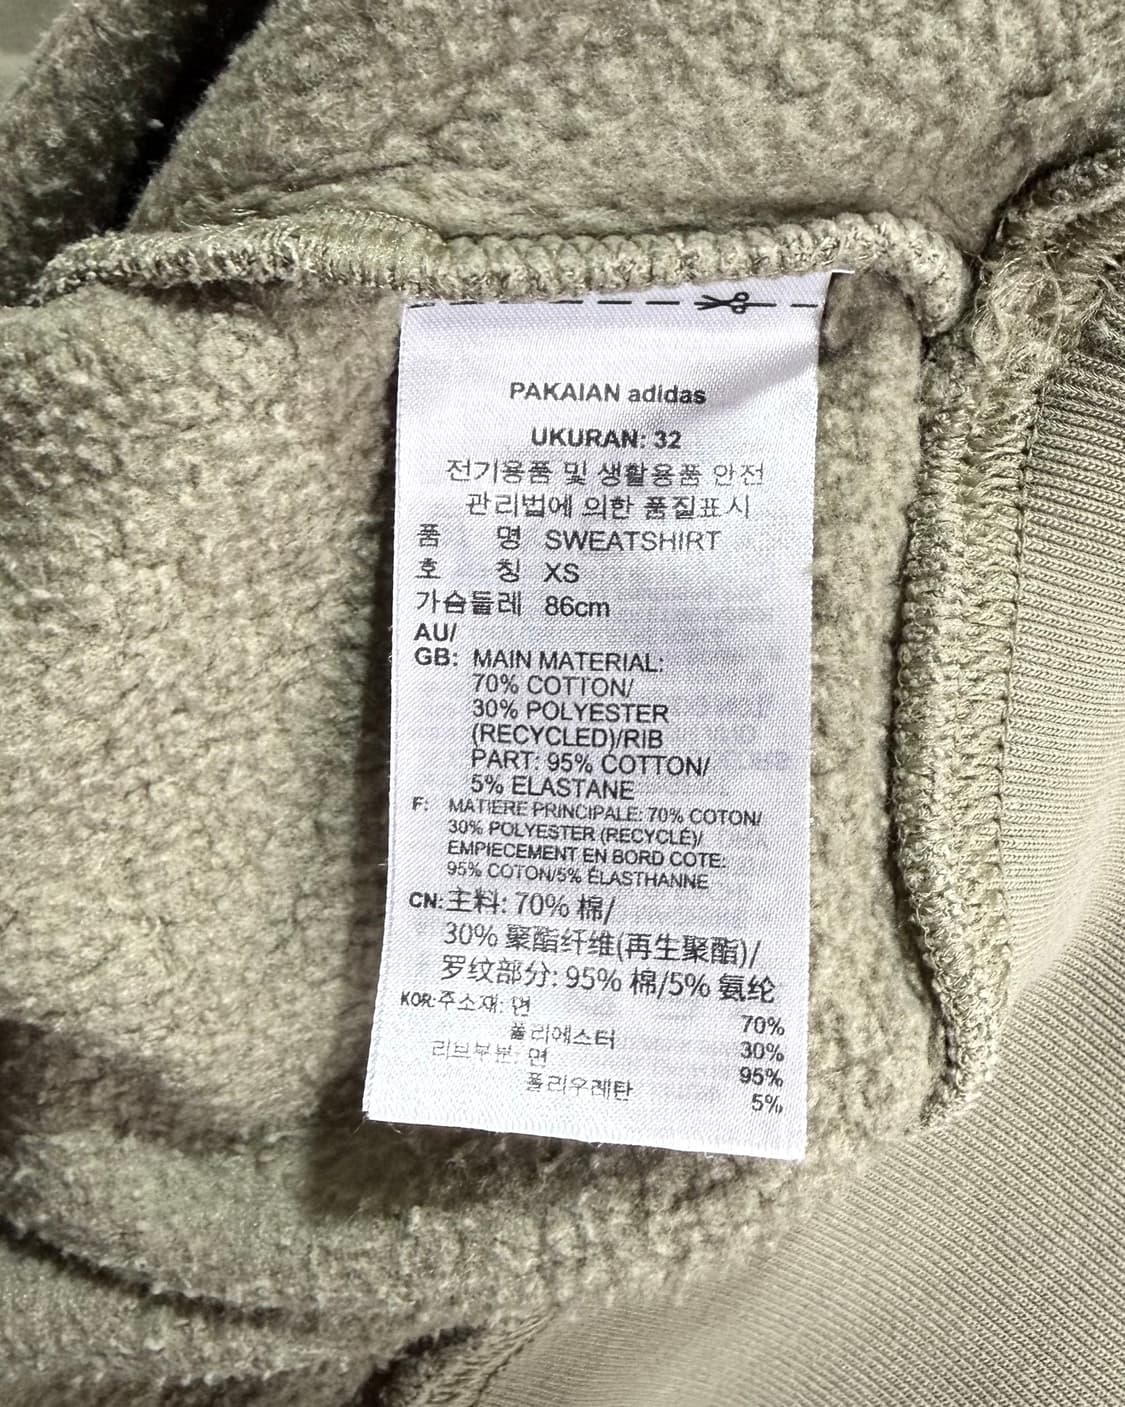 PAKAIAN adidas
UKURAN: 32
전기용품 및 생활용품 안전
관리법에 의한 품질표시
품 명 SWEATSHIRT
호 칭 XS
가슴둘레 86cm
AU/
GB: MAIN MATERIAL:
70% COTTON/
30% POLYESTER
(RECYCLED)/RIB
PART: 95% COTTON/
5% ELASTANE
F: MATIERE PRINCIPALE: 70% COTON/
30% POLYESTER (RECYCLÉ)/
EMPIECEMENT EN BORD COTE:
95% COTON/5% ÉLASTHANNE
CN: 主料: 70% 棉/
30% 聚酯纤维(再生聚酯)/
罗纹部分: 95% 棉/5% 氨纶
KOR: 주소재: 면 70%
폴리에스터 30%
리브부분: 면 95%
폴리우레탄 5%